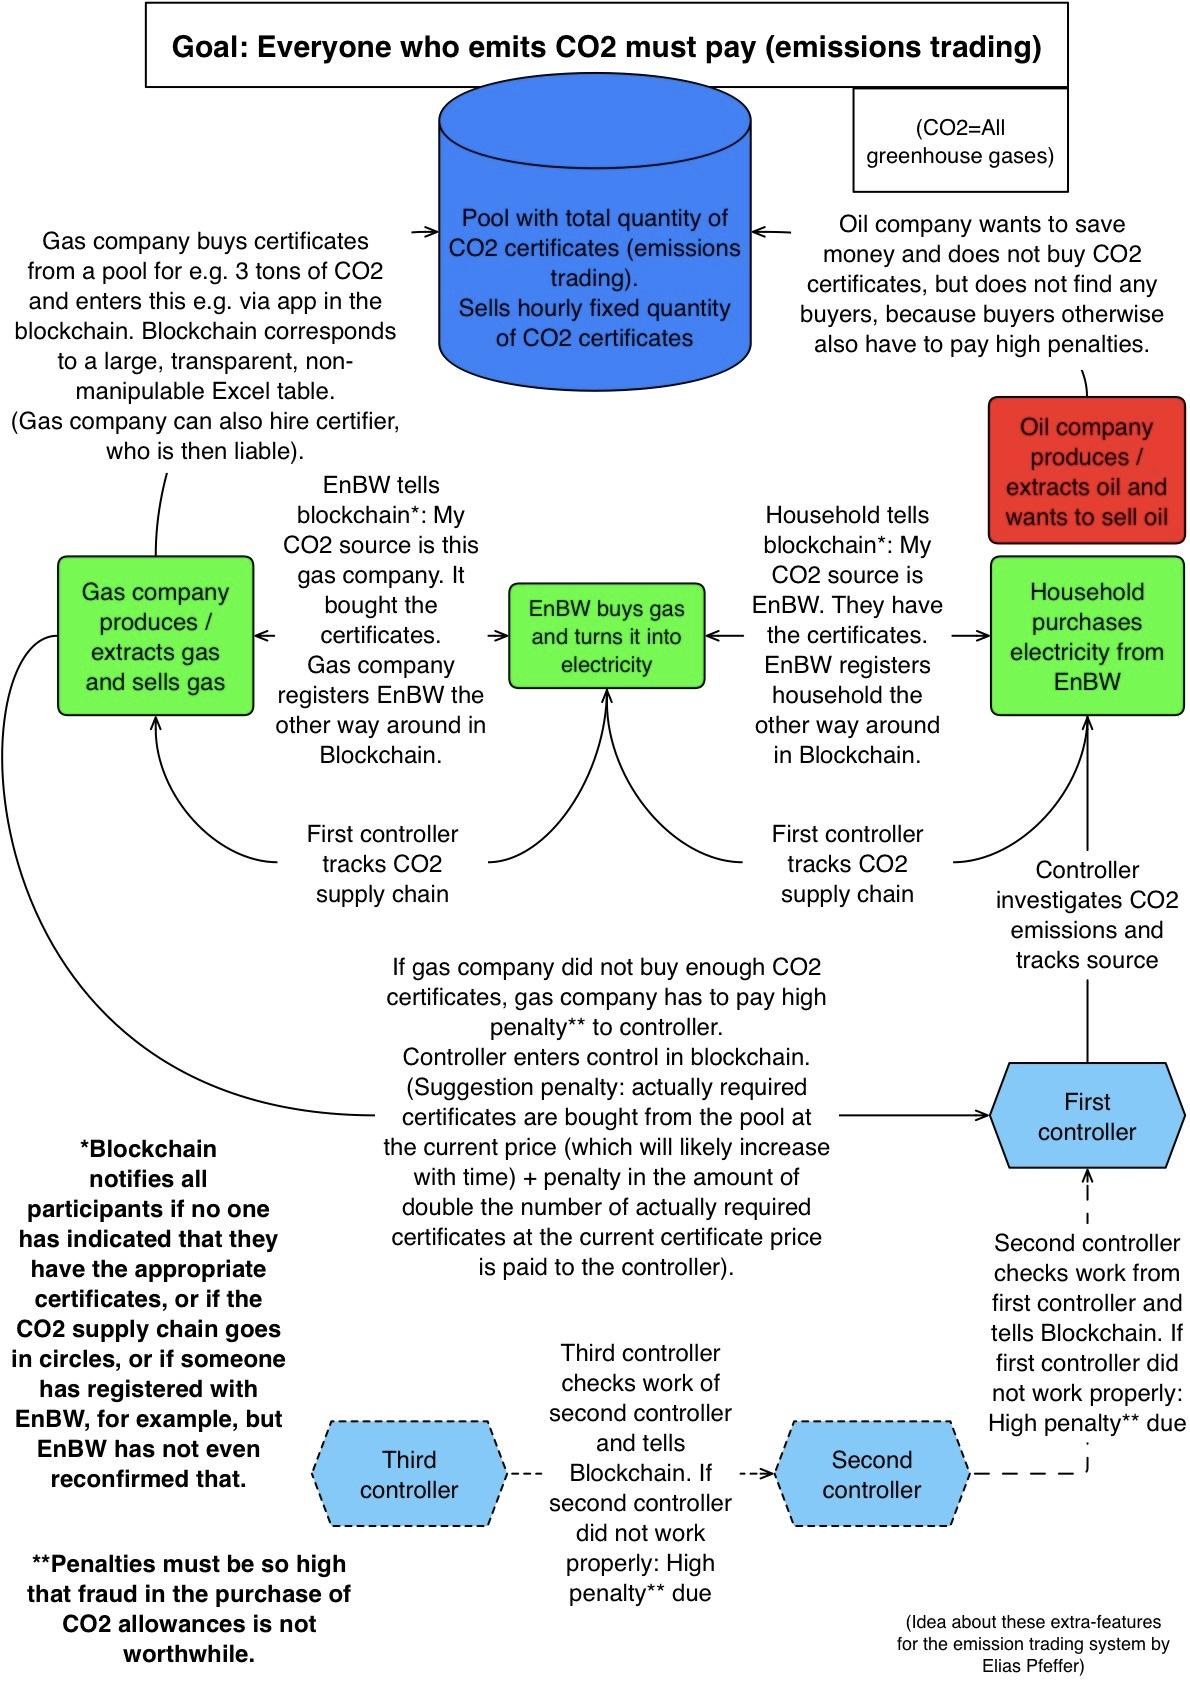 Goal: Everyone who emits CO2 must pay (emissions trading)
(CO2=All
greenhouse gases)
Pool with total quantity of
CO2 certificates (emissions
trading).
Sells hourly fixed quantity
of CO2 certificates
Gas company buys certificates
from a pool for e.g. 3 tons of CO2
and enters this e.g. via app in the
blockchain. Blockchain corresponds
to a large, transparent, non-
manipulable Excel table.
(Gas company can also hire certifier,
who is then liable).
Oil company wants to save
money and does not buy CO2
certificates, but does not find any
buyers, because buyers otherwise
also have to pay high penalties.
Oil company
produces /
extracts oil and
wants to sell oil
Gas company
produces /
extracts gas
and sells gas
EnBW tells
blockchain*: My
CO2 source is this
gas company. It
bought the
certificates.
Gas company
registers EnBW the
other way around in
Blockchain.
EnBW buys gas
and turns it into
electricity
Household tells
blockchain*: My
CO2 source is
EnBW. They have
the certificates.
EnBW registers
household the
other way around
in Blockchain.
Household
purchases
electricity from
EnBW
First controller
tracks CO2
supply chain
First controller
tracks CO2
supply chain
Controller
investigates CO2
emissions and
tracks source
If gas company did not buy enough CO2
certificates, gas company has to pay high
penalty** to controller.
Controller enters control in blockchain.
(Suggestion penalty: actually required
certificates are bought from the pool at
the current price (which will likely increase
with time) + penalty in the amount of
double the number of actually required
certificates at the current certificate price
is paid to the controller).
First
controller
*Blockchain
notifies all
participants if no one
has indicated that they
have the appropriate
certificates, or if the
CO2 supply chain goes
in circles, or if someone
has registered with
EnBW, for example, but
EnBW has not even
reconfirmed that.
Second controller
checks work from
first controller and
tells Blockchain. If
first controller did
not work properly:
High penalty** due
Third
controller
Third controller
checks work of
second controller
and tells
Blockchain. If
second controller
did not work
properly: High
penalty** due
Second
controller
**Penalties must be so high
that fraud in the purchase of
CO2 allowances is not
worthwhile.
(Idea about these extra-features
for the emission trading system by
Elias Pfeffer)